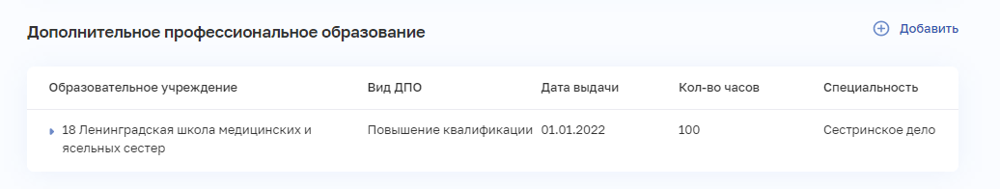 Дополнительное профессиональное образование
Добавить
Образовательное учреждение Вид ДПО Дата выдачи Кол-во часов Специальность
18 Ленинградская школа медицинских и Повышение квалификации 01.01.2022 100 Сестринское дело
ясельных сестер